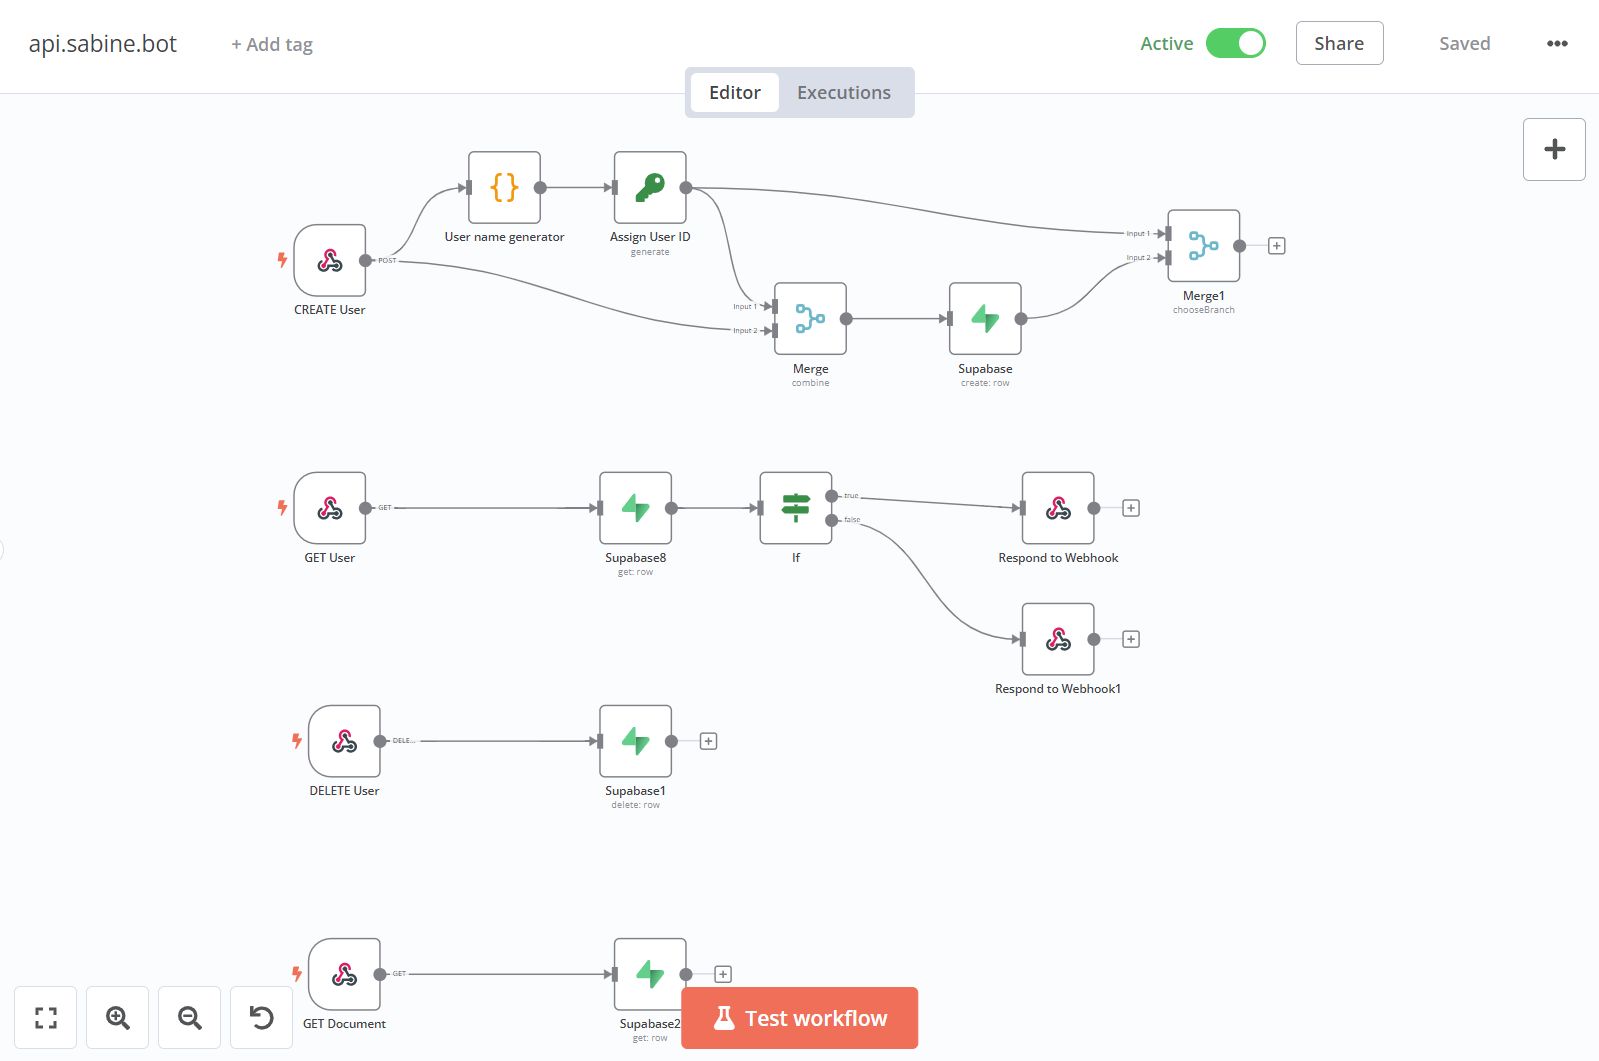 api.sabine.bot
+ Add tag
Active
Share
Saved
Editor
Executions
User name generator
Assign User ID
generate
POST
CREATE User
Input 1
Input 2
Merge
combine
Supabase
create: row
Input 1
Input 2
Merge1
chooseBranch
GET
GET User
Supabase8
get: row
true
false
If
Respond to Webhook
Respond to Webhook1
DELE...
DELETE User
Supabase1
delete: row
GET
GET Document
Supabase2
get: row
Test workflow